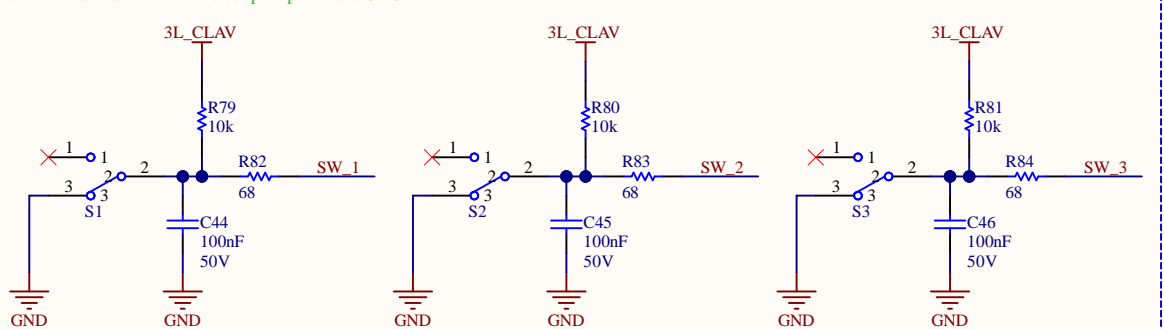 3L_CLAV 3L_CLAV 3L_CLAV
R79 R80 R81
10k 10k 10k
1 1 2 R82 SW_1
3 2 3 68
S1
C44
100nF
50V
GND GND
1 1 2 R83 SW_2
3 2 3 68
S2
C45
100nF
50V
GND GND
1 1 2 R84 SW_3
3 2 3 68
S3
C46
100nF
50V
GND GND